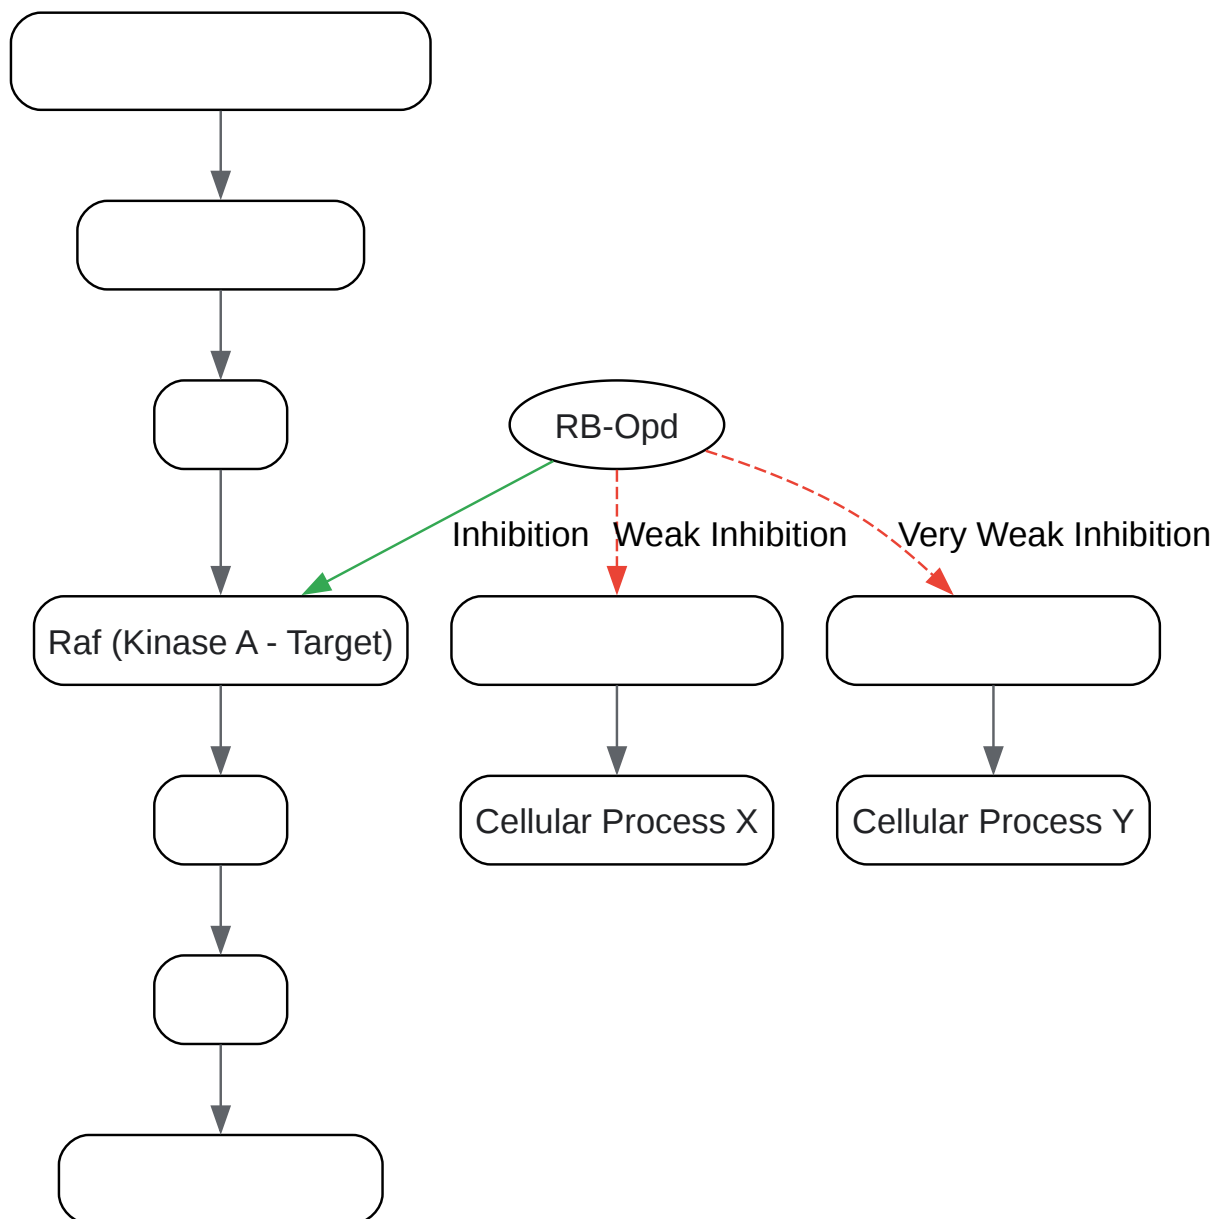 RB-Opd
Inhibition
Weak Inhibition
Very Weak Inhibition
Raf (Kinase A - Target)
Cellular Process X
Cellular Process Y